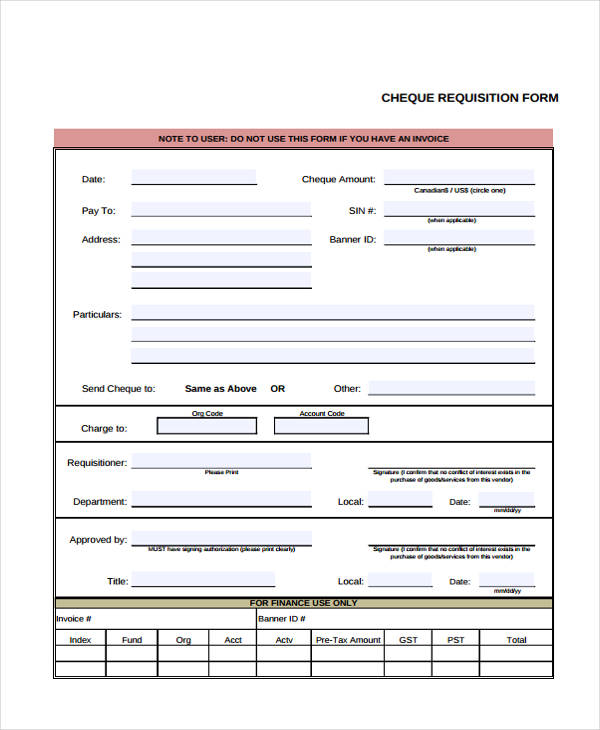 CHEQUE REQUISITION FORM
NOTE TO USER: DO NOT USE THIS FORM IF YOU HAVE AN INVOICE
Date: Cheque Amount:
Canadian$ / US$ (circle one)
Pay To: SIN #:
(when applicable)
Address: Banner ID:
(when applicable)
Particulars:
Send Cheque to: Same as Above OR Other:
Org Code Account Code
Charge to:
Requisitioner:
Please Print Signature (I confirm that no conflict of interest exists in the
purchase of goods/services from this vendor)
Department: Local: Date:
mm/dd/yy
Approved by:
MUST have signing authorization (please print clearly) Signature (I confirm that no conflict of interest exists in the
purchase of goods/services from this vendor)
Title: Local: Date:
mm/dd/yy
FOR FINANCE USE ONLY
Invoice # Banner ID #
Index Fund Org Acct Actv Pre-Tax Amount GST PST Total